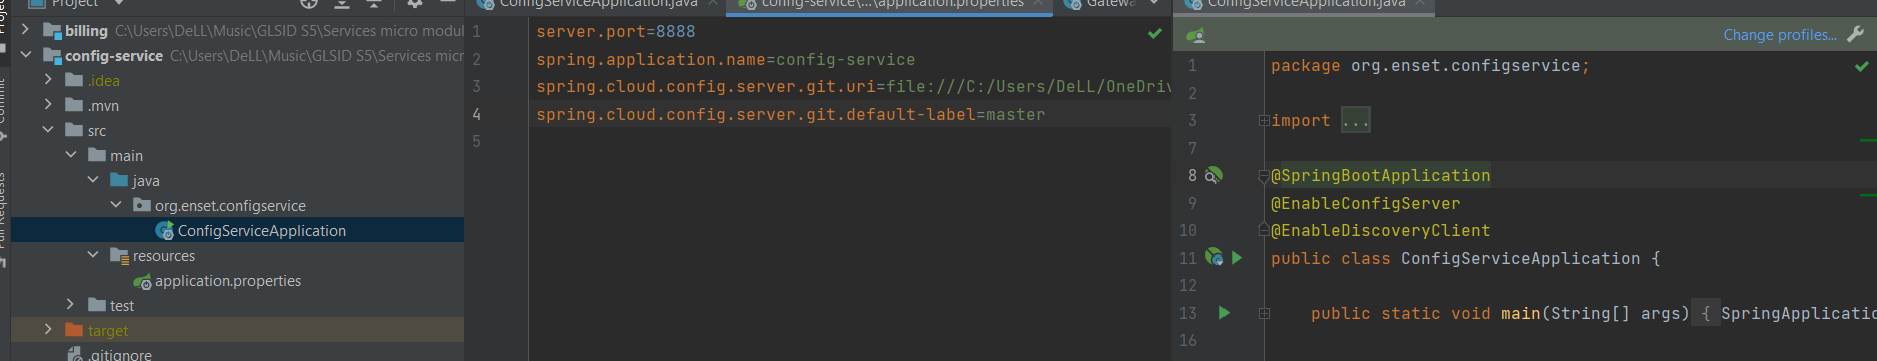 Project
billing C:\Users\DeLL\Music\GLSID S5\Services micro modul
config-service C:\Users\DeLL\Music\GLSID S5\Services micr
.idea
.mvn
src
main
java
org.enset.configservice
ConfigServiceApplication
resources
application.properties
test
target
.gitignore
ConfigServiceApplication.java
config-service\...\application.properties
Gatewa
1 server.port=8888
2 spring.application.name=config-service
3 spring.cloud.config.server.git.uri=file:///C:/Users/DeLL/OneDriv
4 spring.cloud.config.server.git.default-label=master
5
ConfigServiceApplication.java
Change profiles...
1 package org.enset.configservice;
2
3 import ...
7
8 @SpringBootApplication
9 @EnableConfigServer
10 @EnableDiscoveryClient
11 public class ConfigServiceApplication {
12
13 public static void main(String[] args) { SpringApplicatio
16